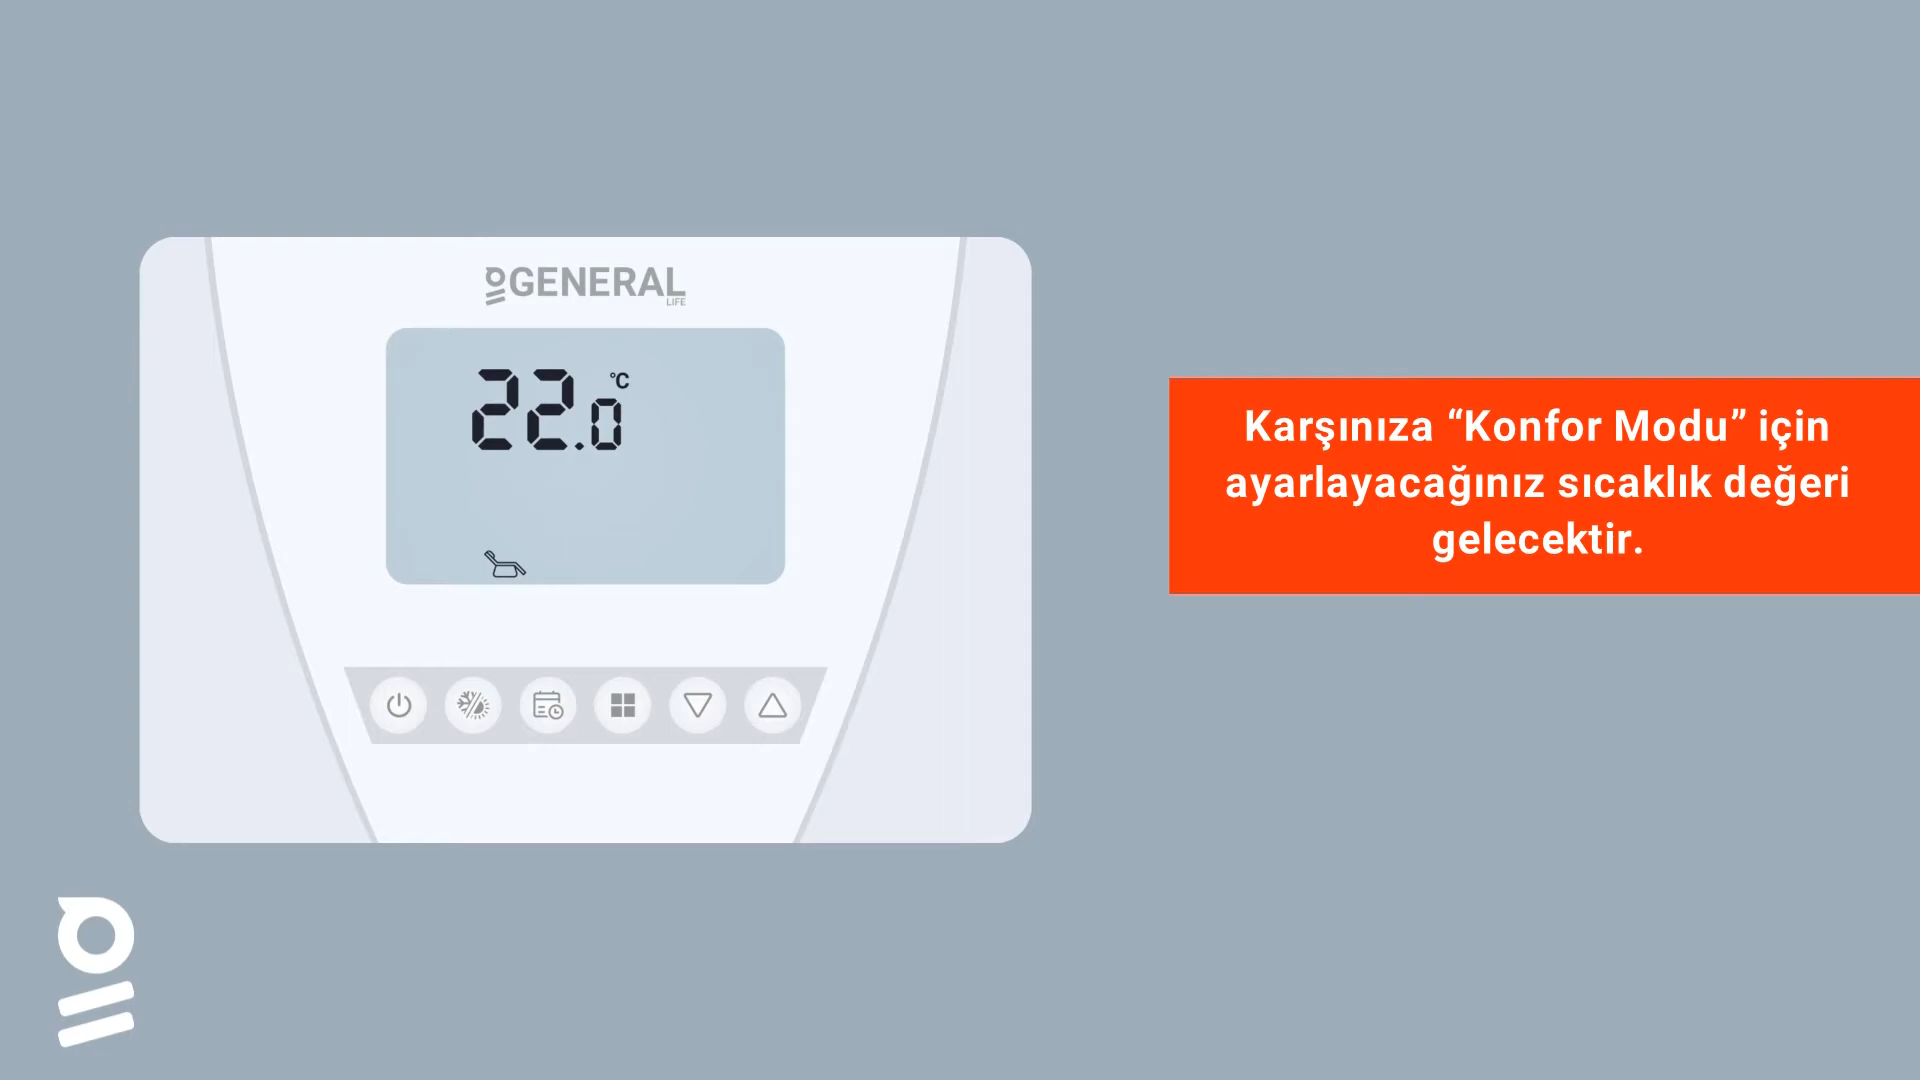 GENERAL
LIFE
22.0 °C
Karşınıza “Konfor Modu” için
ayarlayacağınız sıcaklık değeri
gelecektir.